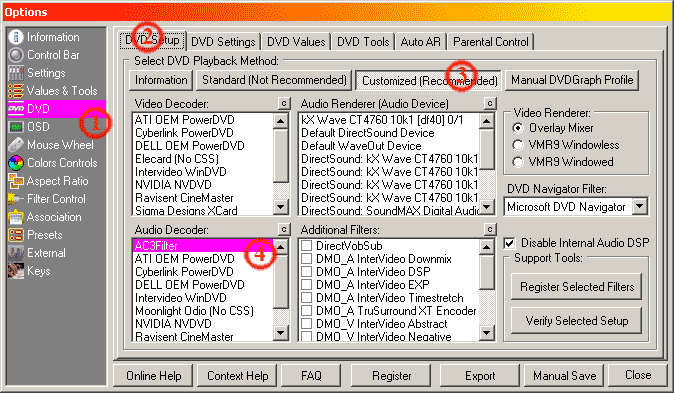 Options
Information
Control Bar
Settings
Values & Tools
DVD
OSD
Mouse Wheel
Colors Controls
Aspect Ratio
Filter Control
Association
Presets
External
Keys
1
2
DVD Setup
DVD Settings
DVD Values
DVD Tools
Auto AR
Parental Control
Select DVD Playback Method:
Information
Standard (Not Recommended)
Customized (Recommended)
3
Manual DVDGraph Profile
Video Decoder:
c
ATI OEM PowerDVD
Cyberlink PowerDVD
DELL OEM PowerDVD
Elecard (No CSS)
Intervideo WinDVD
NVIDIA NVDVD
Ravisent CineMaster
Sigma Designs XCard
Audio Renderer (Audio Device)
c
kX Wave CT4760 10k1 [df40] 0/1
Default DirectSound Device
Default WaveOut Device
DirectSound: kX Wave CT4760 10k1
DirectSound: kX Wave CT4760 10k1
DirectSound: kX Wave CT4760 10k1
DirectSound: kX Wave CT4760 10k1
DirectSound: SoundMAX Digital Audio
Video Renderer:
Overlay Mixer
VMR9 Windowless
VMR9 Windowed
DVD Navigator Filter:
Microsoft DVD Navigator
Audio Decoder:
c
AC3Filter
4
ATI OEM PowerDVD
Cyberlink PowerDVD
DELL OEM PowerDVD
Intervideo WinDVD
Moonlight Odio (No CSS)
NVIDIA NVDVD
Ravisent CineMaster
Additional Filters:
c
DirectVobSub
DMO_A InterVideo Downmix
DMO_A InterVideo DSP
DMO_A InterVideo EXP
DMO_A InterVideo Timestretch
DMO_A TruSurround XT Encoder
DMO_V InterVideo Abstract
DMO_V InterVideo Negative
Disable Internal Audio DSP
Support Tools:
Register Selected Filters
Verify Selected Setup
Online Help
Context Help
FAQ
Register
Export
Manual Save
Close